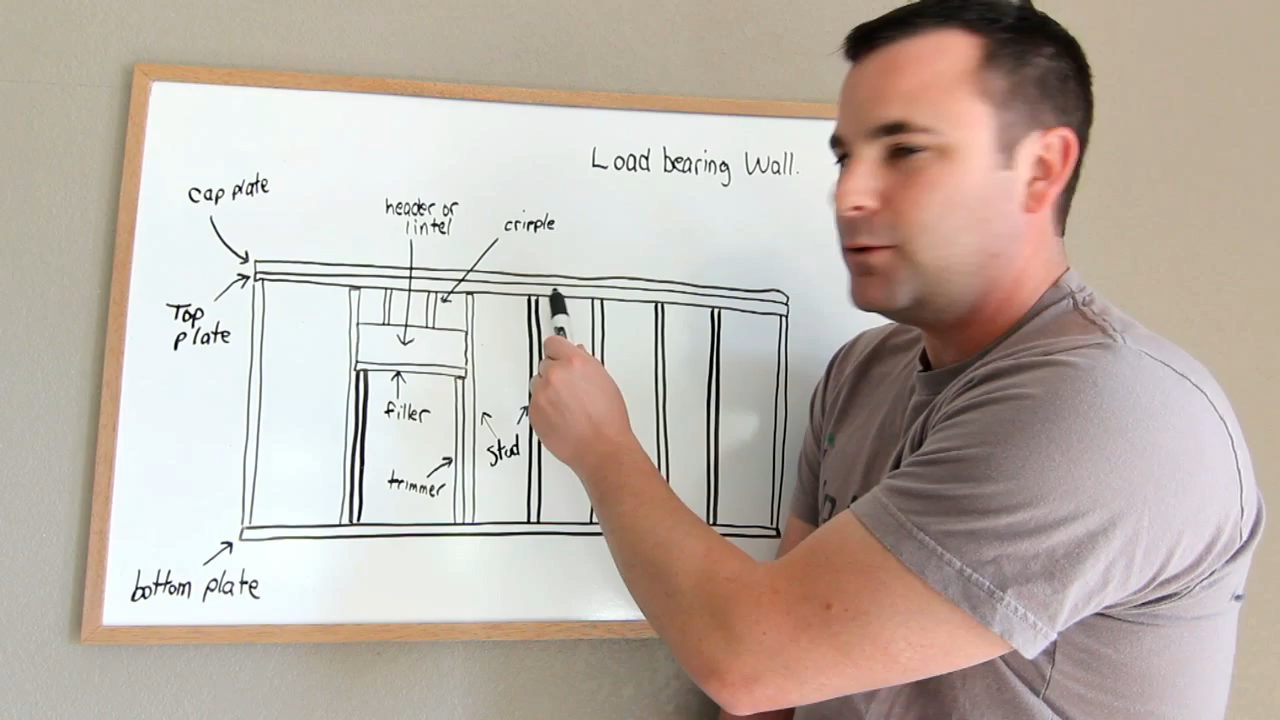 Load bearing Wall.
cap plate
header or
lintel
cripple
Top
plate
filler
stud
trimmer
bottom plate